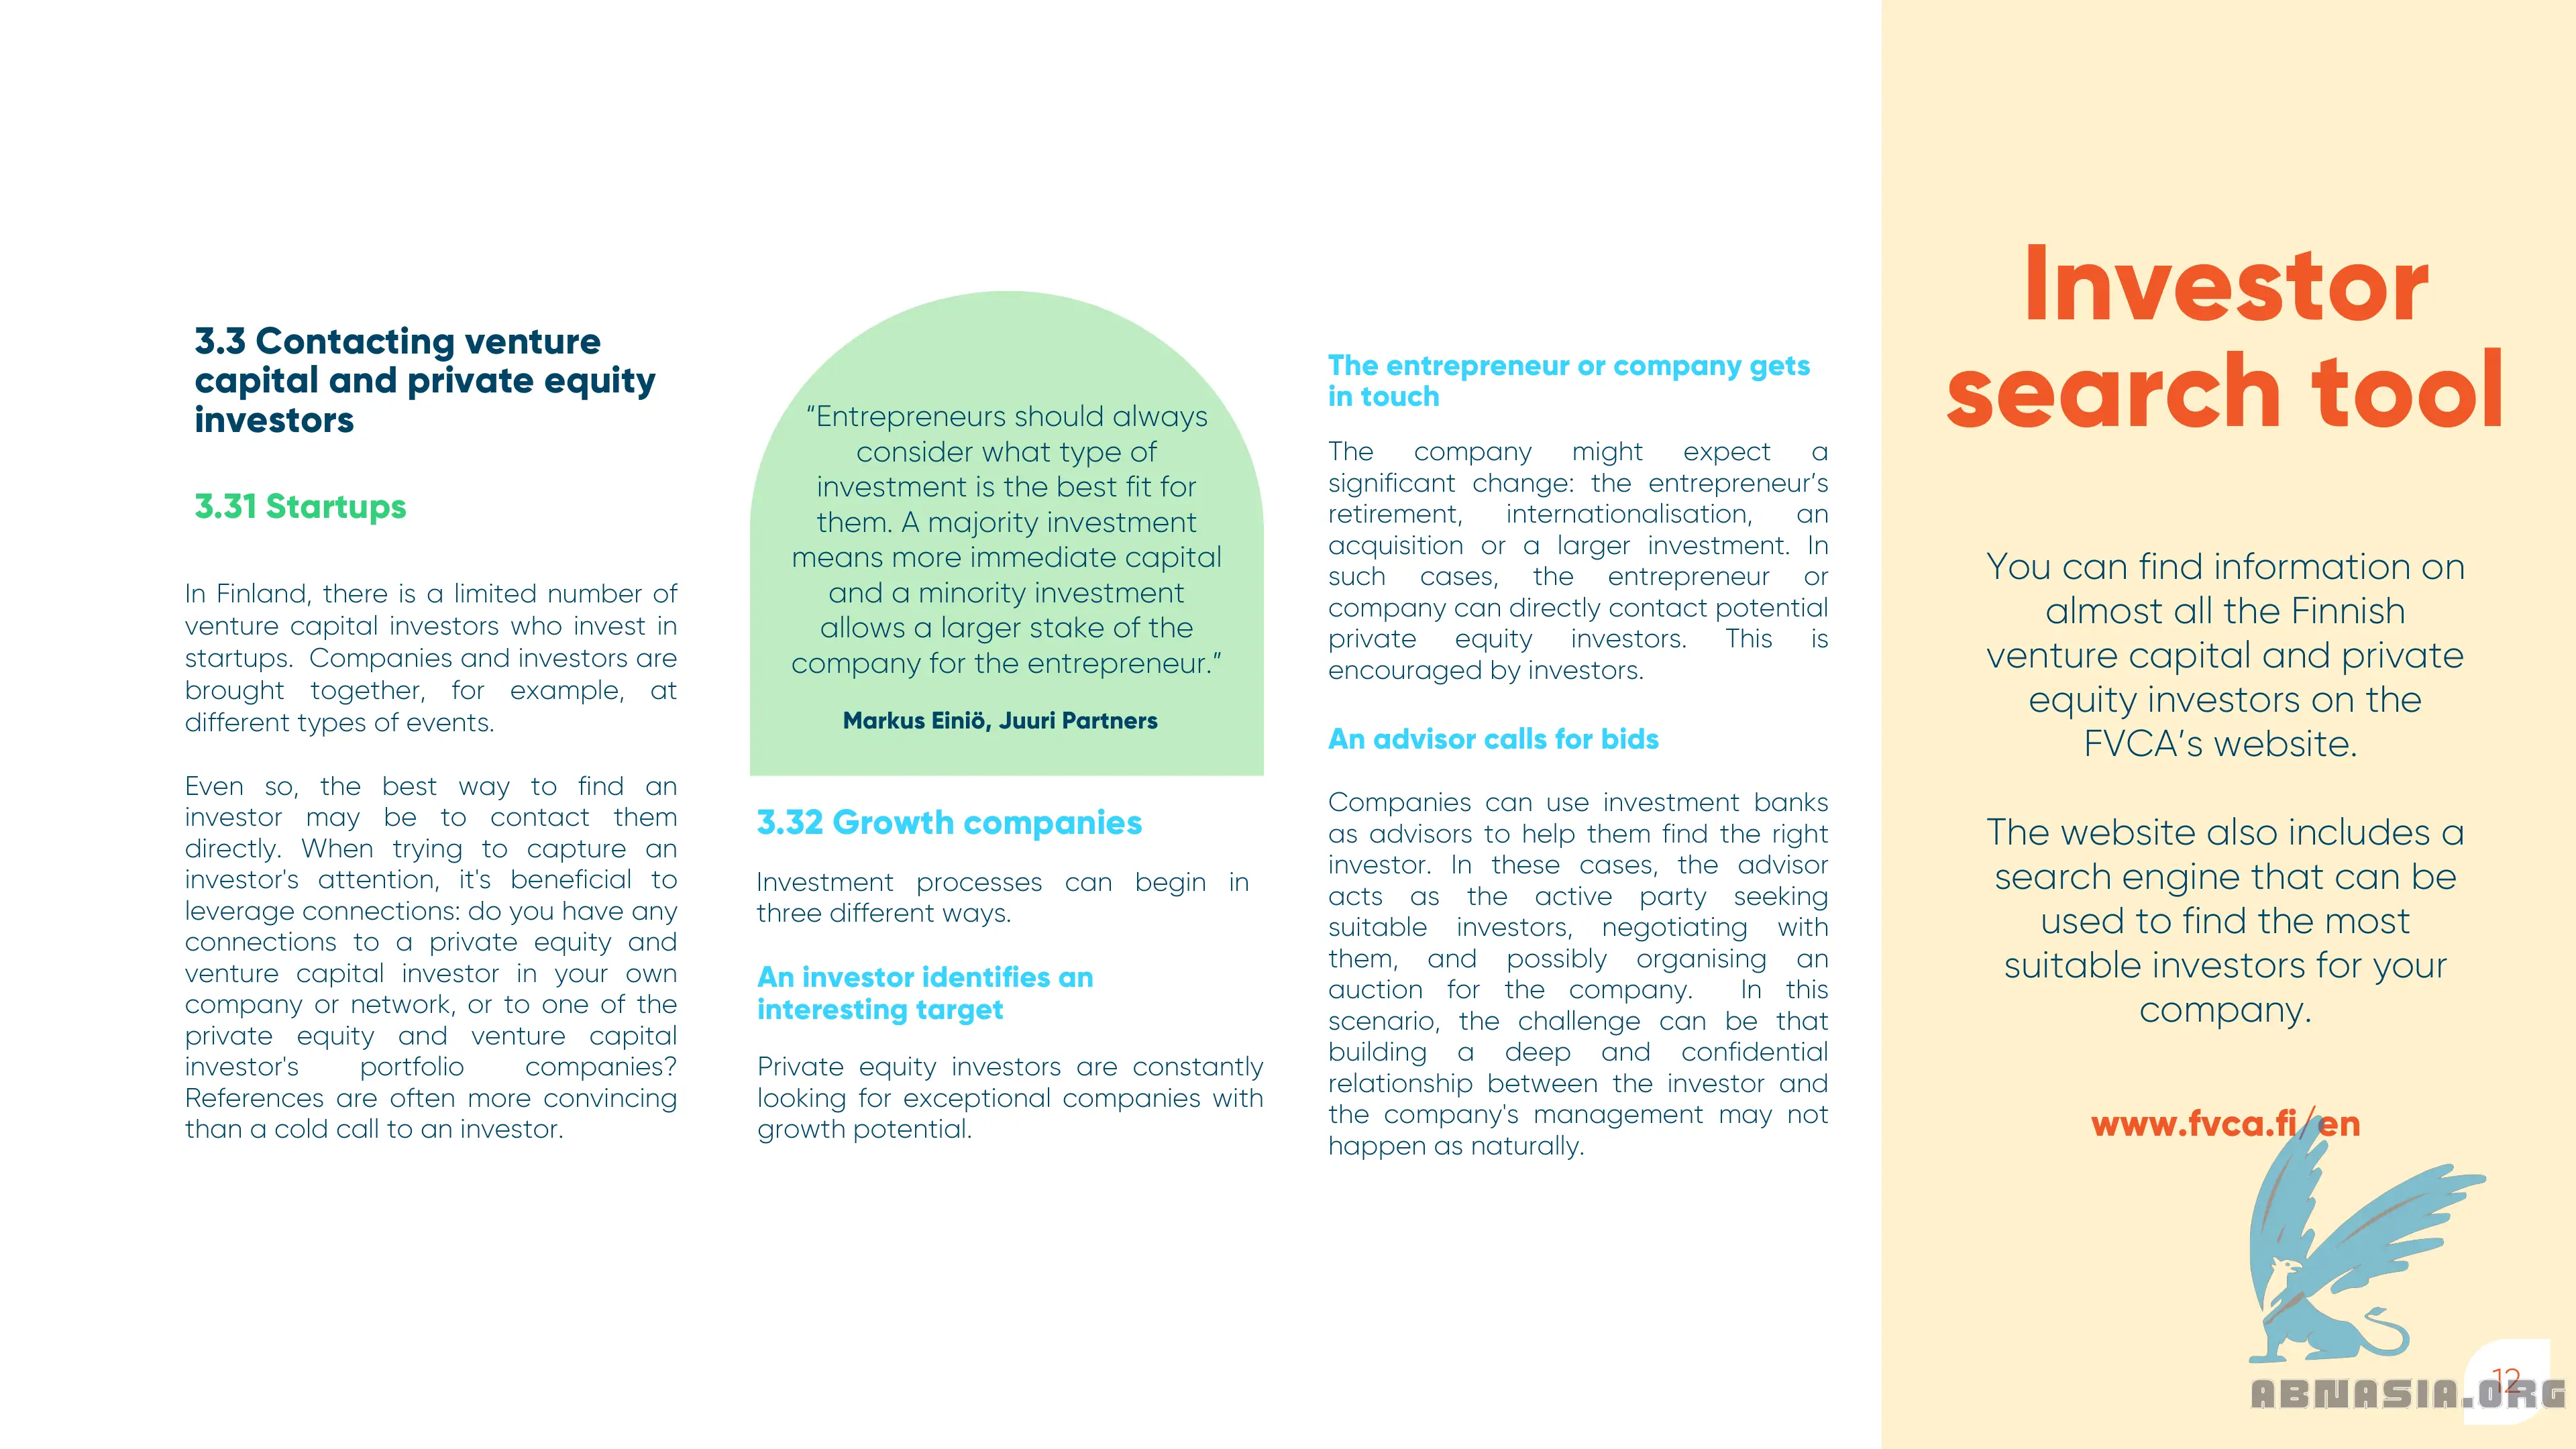 3.3 Contacting venture
capital and private equity
investors
3.31 Startups
In Finland, there is a limited number of
venture capital investors who invest in
startups. Companies and investors are
brought together, for example, at
different types of events.
Even so, the best way to find an
investor may be to contact them
directly. When trying to capture an
investor's attention, it's beneficial to
leverage connections: do you have any
connections to a private equity and
venture capital investor in your own
company or network, or to one of the
private equity and venture capital
investor's portfolio companies?
References are often more convincing
than a cold call to an investor.
“Entrepreneurs should always
consider what type of
investment is the best fit for
them. A majority investment
means more immediate capital
and a minority investment
allows a larger stake of the
company for the entrepreneur.”
Markus Einiö, Juuri Partners
3.32 Growth companies
Investment processes can begin in
three different ways.
An investor identifies an
interesting target
Private equity investors are constantly
looking for exceptional companies with
growth potential.
The entrepreneur or company gets
in touch
The company might expect a
significant change: the entrepreneur’s
retirement, internationalisation, an
acquisition or a larger investment. In
such cases, the entrepreneur or
company can directly contact potential
private equity investors. This is
encouraged by investors.
An advisor calls for bids
Companies can use investment banks
as advisors to help them find the right
investor. In these cases, the advisor
acts as the active party seeking
suitable investors, negotiating with
them, and possibly organising an
auction for the company. In this
scenario, the challenge can be that
building a deep and confidential
relationship between the investor and
the company's management may not
happen as naturally.
Investor
search tool
You can find information on
almost all the Finnish
venture capital and private
equity investors on the
FVCA’s website.
The website also includes a
search engine that can be
used to find the most
suitable investors for your
company.
www.fvca.fi/en
12
ABNASIA.ORG